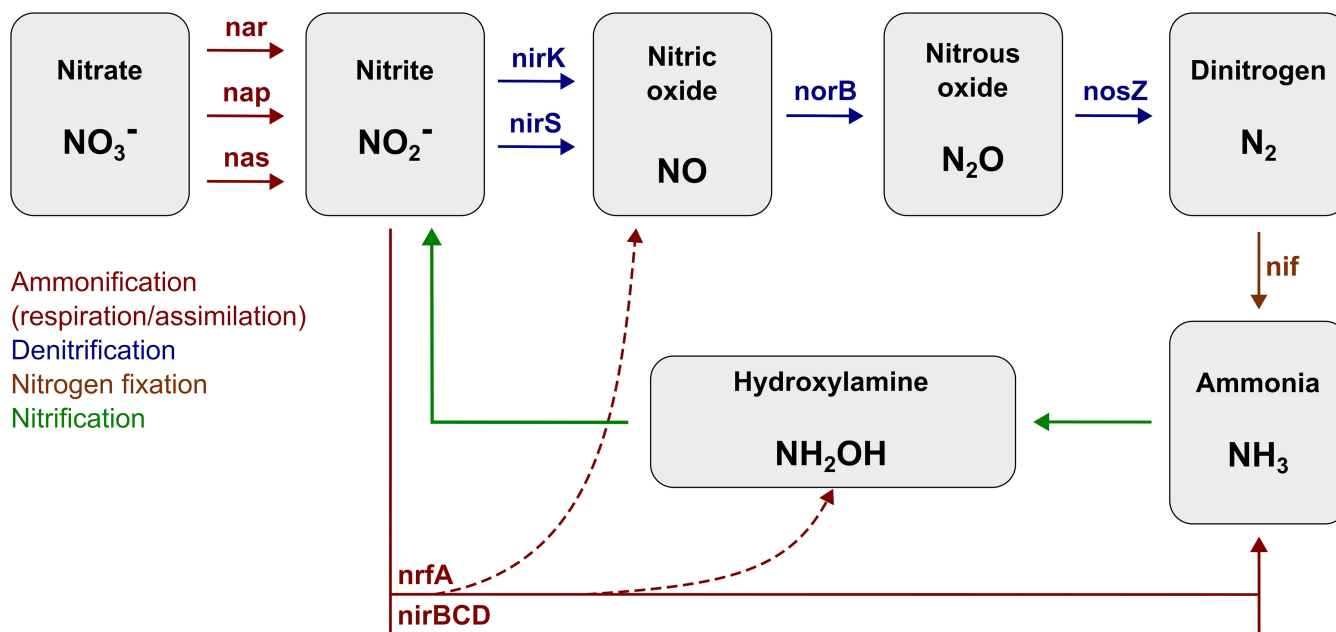 nar
nap
nas
nirK
nirS
norB
nosZ
Nitrate
NO₃⁻
Nitrite
NO₂⁻
Nitric
oxide
NO
Nitrous
oxide
N₂O
Dinitrogen
N₂
Ammonification
(respiration/assimilation)
Denitrification
Nitrogen fixation
Nitrification
nif
Hydroxylamine
NH₂OH
Ammonia
NH₃
nrfA
nirBCD